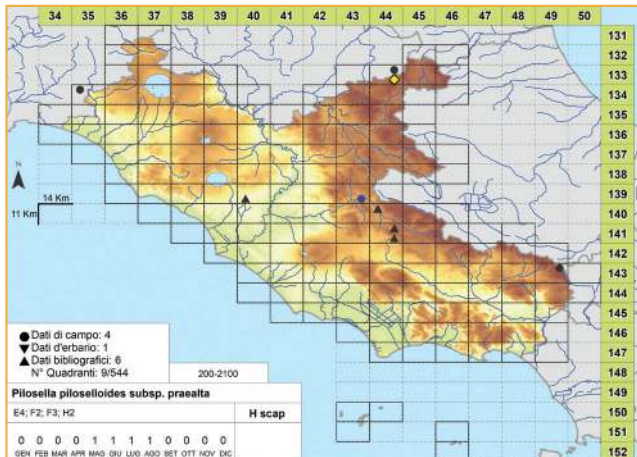 34 35 36 37 38 39 40 41 42 43 44 45 46 47 48 49 50
131
132
133
134
135
136
137
138
139
140
141
142
143
144
145
146
147
148
149
150
151
152
N
14 Km
11 Km
Dati di campo: 4
Dati d'erbario: 1
Dati bibliografici: 6
N° Quadranti: 9/544
200-2100
Pilosella piloselloides subsp. praealta
E4; F2; F3; H2 H scap
0 0 0 0 1 1 1 1 0 0 0 0
GEN FEB MAR APR MAG GIU LUG AGO SET OTT NOV DIC